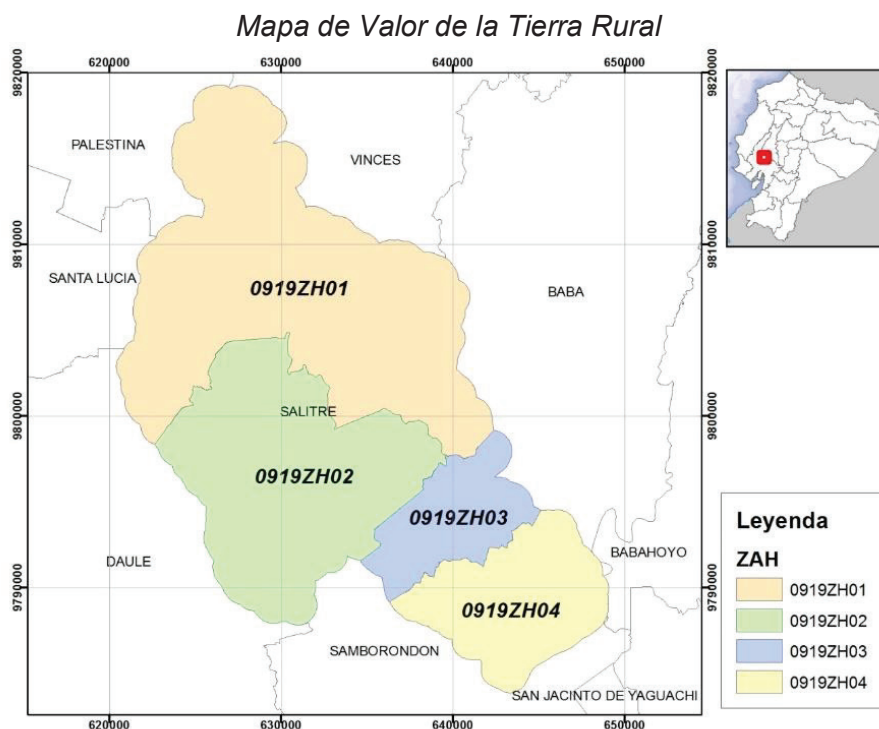 Mapa de Valor de la Tierra Rural
620000 630000 640000 650000
9820000 9820000
PALESTINA
VINCES
9810000 9810000
SANTA LUCIA
0919ZH01
BABA
9800000 9800000
SALITRE
0919ZH02
0919ZH03
DAULE
BABAHOYO
9790000 9790000
0919ZH04
SAMBORONDON
SAN JACINTO DE YAGUACHI
620000 630000 640000 650000
Leyenda
ZAH
0919ZH01
0919ZH02
0919ZH03
0919ZH04